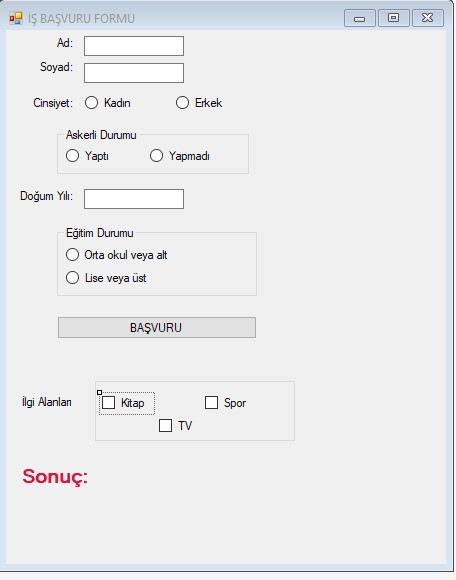 İŞ BAŞVURU FORMU
Ad:
Soyad:
Cinsiyet: Kadın Erkek
Askerli Durumu
Yaptı Yapmadı
Doğum Yılı:
Eğitim Durumu
Orta okul veya alt
Lise veya üst
BAŞVURU
İlgi Alanları Kitap Spor
TV
Sonuç: